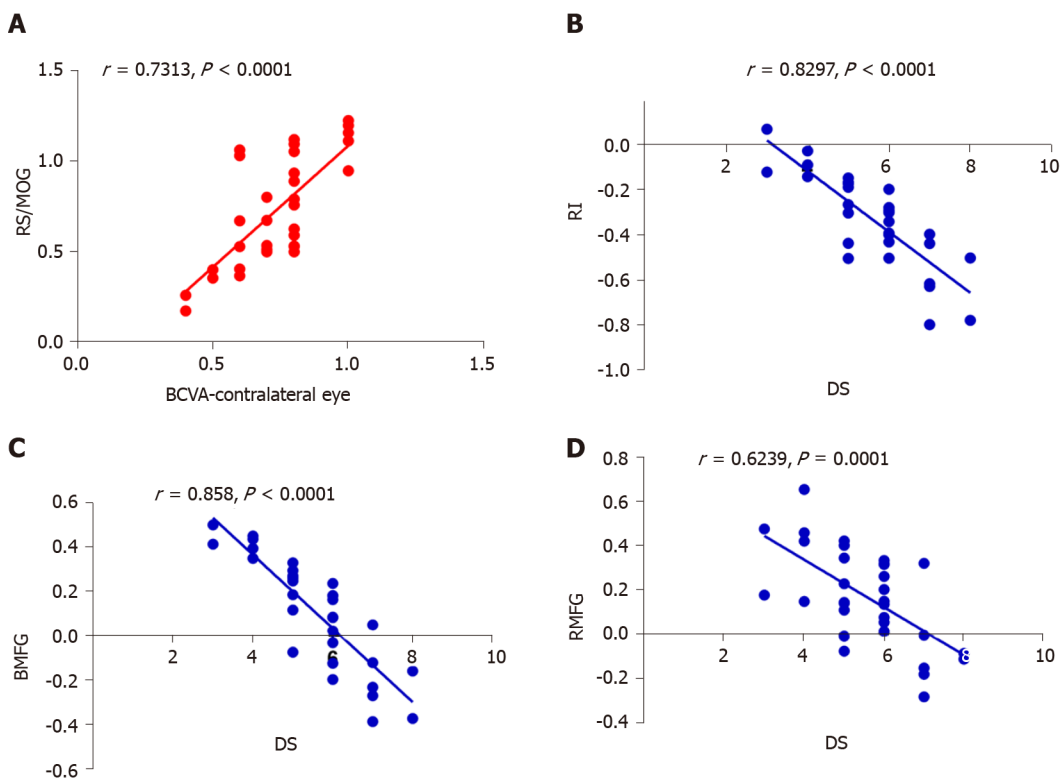 A
r = 0.7313, P < 0.0001
1.5
1.0
0.5
0.0
RS/MOG
0.0 0.5 1.0 1.5
BCVA-contralateral eye
B
r = 0.8297, P < 0.0001
0.0
-0.2
-0.4
-0.6
-0.8
-1.0
RI
2 4 6 8 10
DS
C
r = 0.858, P < 0.0001
0.6
0.4
0.2
0.0
-0.2
-0.4
-0.6
BMFG
2 4 6 8 10
DS
D
r = 0.6239, P = 0.0001
0.8
0.6
0.4
0.2
0.0
-0.2
-0.4
RMFG
2 4 6 8 10
DS